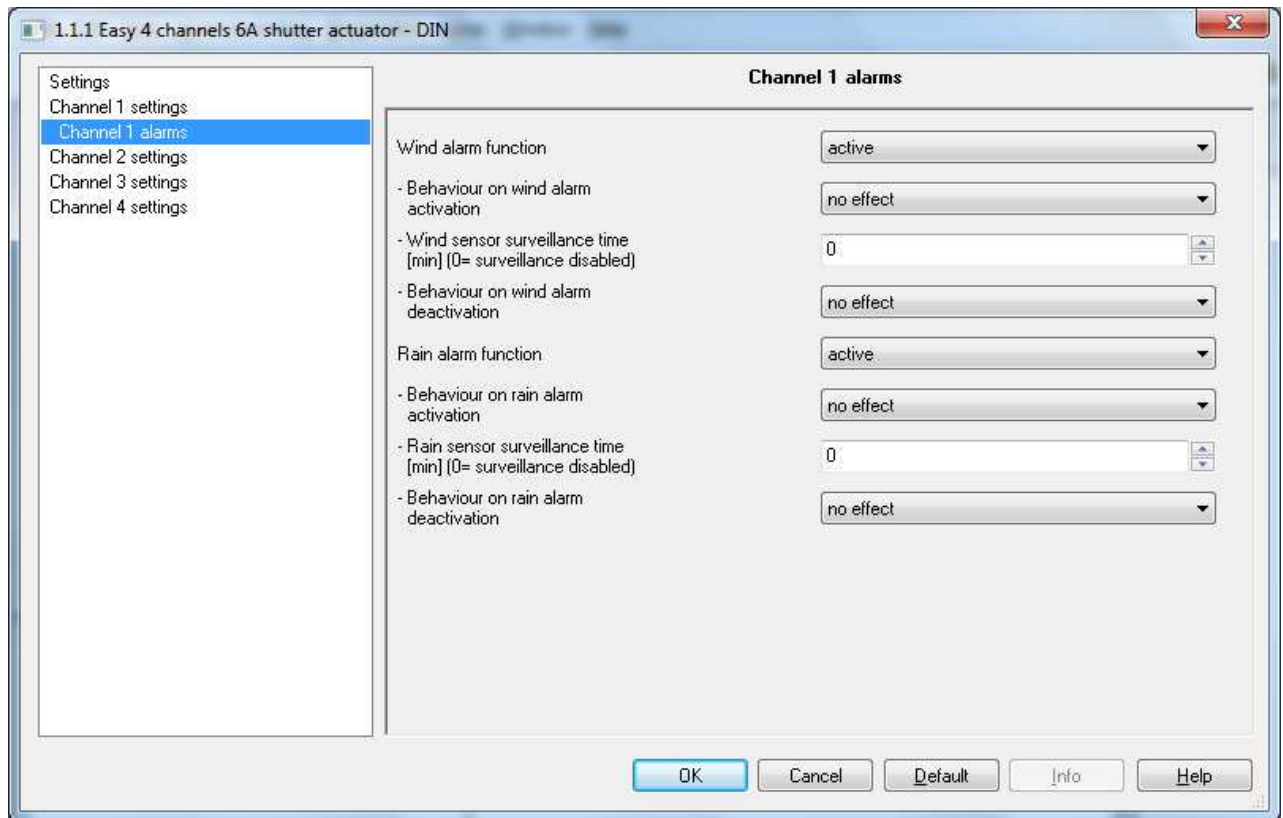 1.1.1 Easy 4 channels 6A shutter actuator - DIN
Settings
Channel 1 settings
Channel 1 alarms
Channel 2 settings
Channel 3 settings
Channel 4 settings
Channel 1 alarms
Wind alarm function
active
- Behaviour on wind alarm
activation
no effect
- Wind sensor surveillance time
[min] (0= surveillance disabled)
0
- Behaviour on wind alarm
deactivation
no effect
Rain alarm function
active
- Behaviour on rain alarm
activation
no effect
- Rain sensor surveillance time
[min] (0= surveillance disabled)
0
- Behaviour on rain alarm
deactivation
no effect
OK
Cancel
Default
Info
Help